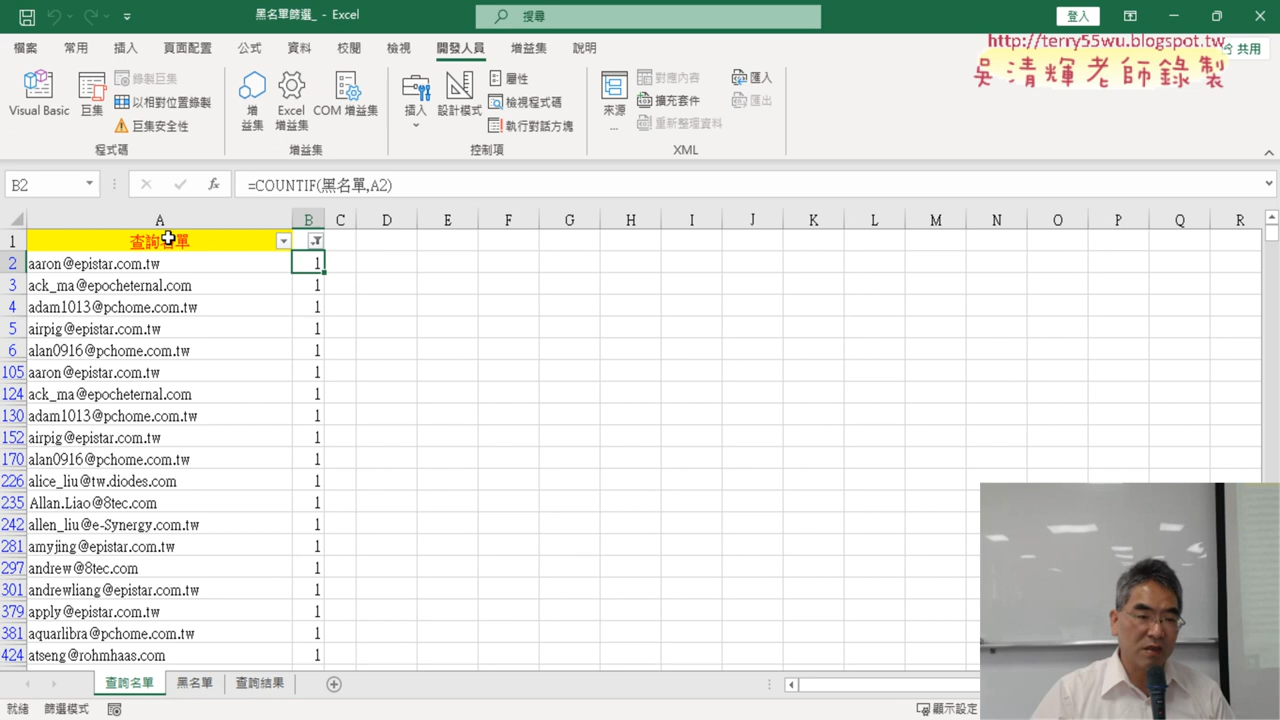 黑名單篩選_ - Excel
搜尋
登入
檔案 常用 插入 頁面配置 公式 資料 校閱 檢視 開發人員 增益集 說明
共用
http://terry55wu.blogspot.tw
吳清輝老師錄製
Visual Basic
巨集
錄製巨集
以相對位置錄製
巨集安全性
程式碼
增益集
Excel 增益集
COM 增益集
增益集
插入
設計模式
屬性
檢視程式碼
執行對話方塊
控制項
來源
...
對應內容
擴充套件
重新整理資料
匯入
匯出
XML
B2
fx
=COUNTIF(黑名單,A2)
A B C D E F G H I J K L M N O P Q R
1 查詢名單
2 aaron@epistar.com.tw 1
3 ack_ma@epocheternal.com 1
4 adam1013@pchome.com.tw 1
5 airpig@epistar.com.tw 1
6 alan0916@pchome.com.tw 1
105 aaron@epistar.com.tw 1
124 ack_ma@epocheternal.com 1
130 adam1013@pchome.com.tw 1
152 airpig@epistar.com.tw 1
170 alan0916@pchome.com.tw 1
226 alice_liu@tw.diodes.com 1
235 Allan.Liao@8tec.com 1
242 allen_liu@e-Synergy.com.tw 1
281 amyjing@epistar.com.tw 1
297 andrew@8tec.com 1
301 andrewliang@epistar.com.tw 1
379 apply@epistar.com.tw 1
381 aquarlibra@pchome.com.tw 1
424 atseng@rohmhaas.com 1
查詢名單 黑名單 查詢結果
就緒 篩選模式
顯示設定